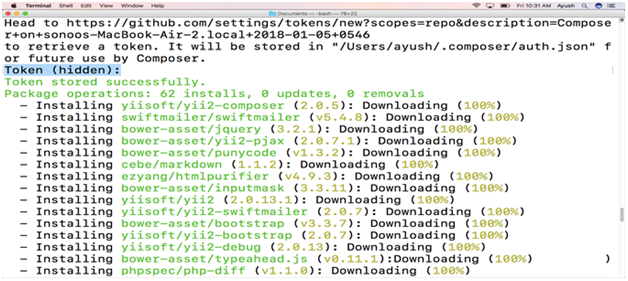 Terminal Shell Edit View Window Help Fri 10:31 AM Ayush
Documents — -bash — 78×22
Head to https://github.com/settings/tokens/new?scopes=repo&description=Compose
r+on+sonoos-MacBook-Air-2.local+2018-01-05+0546
to retrieve a token. It will be stored in "/Users/ayush/.composer/auth.json" f
or future use by Composer.
Token (hidden):
Token stored successfully.
Package operations: 62 installs, 0 updates, 0 removals
– Installing yiisoft/yii2-composer (2.0.5): Downloading (100%)
– Installing swiftmailer/swiftmailer (v5.4.8): Downloading (100%)
– Installing bower-asset/jquery (3.2.1): Downloading (100%)
– Installing bower-asset/yii2-pjax (2.0.7.1): Downloading (100%)
– Installing bower-asset/punycode (v1.3.2): Downloading (100%)
– Installing cebe/markdown (1.1.2): Downloading (100%)
– Installing ezyang/htmlpurifier (v4.9.3): Downloading (100%)
– Installing bower-asset/inputmask (3.3.11): Downloading (100%)
– Installing yiisoft/yii2 (2.0.13.1): Downloading (100%)
– Installing yiisoft/yii2-swiftmailer (2.0.7): Downloading (100%)
– Installing bower-asset/bootstrap (v3.3.7): Downloading (100%)
– Installing yiisoft/yii2-bootstrap (2.0.7): Downloading (100%)
– Installing yiisoft/yii2-debug (2.0.13): Downloading (100%)
– Installing bower-asset/typeahead.js (v0.11.1):Downloading (100%) )
– Installing phpspec/php-diff (v1.1.0): Downloading (100%)